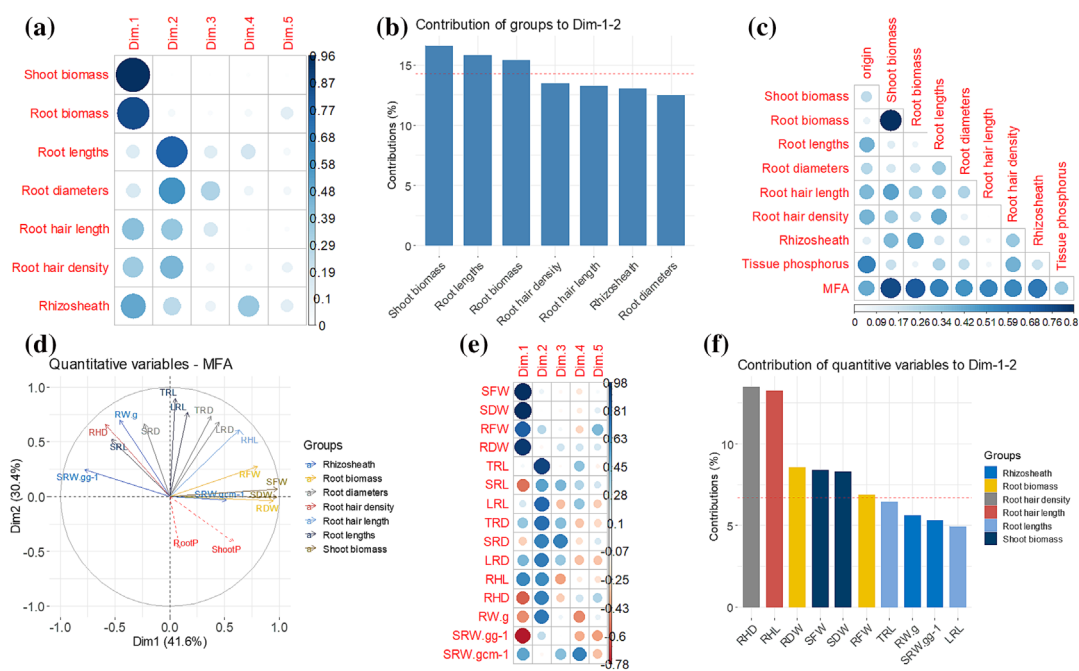 (a)
Dim.1
Dim.2
Dim.3
Dim.4
Dim.5
Shoot biomass
Root biomass
Root lengths
Root diameters
Root hair length
Root hair density
Rhizosheath
0.96
0.87
0.77
0.68
0.58
0.49
0.39
0.29
0.19
0.1
0
(b)
Contribution of groups to Dim-1-2
Contributions (%)
15
10
5
0
Shoot biomass
Root lengths
Root biomass
Root hair density
Root hair length
Rhizosheath
Root diameters
(c)
origin
Shoot biomass
Root biomass
Root lengths
Root diameters
Root hair length
Root hair density
Rhizosheath
Tissue phosphorus
Shoot biomass
Root biomass
Root lengths
Root diameters
Root hair length
Root hair density
Rhizosheath
Tissue phosphorus
MFA
0 0.09 0.17 0.26 0.34 0.42 0.51 0.59 0.68 0.76 0.8
(d)
Quantitative variables - MFA
Dim2 (30.4%)
1.0
0.5
0.0
-0.5
-1.0
TRL
LRL
TRD
RW.g
RHD
SRD
LRD
RHL
SRL
SRW.gg-1
RFW
SFW
SRW.gcm-1
SDW
RDW
RootP
ShootP
-1.0 -0.5 0.0 0.5 1.0
Dim1 (41.6%)
Groups
Rhizosheath
Root biomass
Root diameters
Root hair density
Root hair length
Root lengths
Shoot biomass
(e)
Dim.1
Dim.2
Dim.3
Dim.4
Dim.5
SFW
SDW
RFW
RDW
TRL
SRL
LRL
TRD
SRD
LRD
RHL
RHD
RW.g
SRW.gg-1
SRW.gcm-1
0.98
0.81
0.63
0.45
0.28
0.1
-0.07
-0.25
-0.43
-0.6
-0.78
(f)
Contribution of quantitive variables to Dim-1-2
Contributions (%)
10
5
0
RHD
RHL
RDW
SFW
SDW
RFW
TRL
RW.g
SRW.gg-1
LRL
Groups
Rhizosheath
Root biomass
Root hair density
Root hair length
Root lengths
Shoot biomass